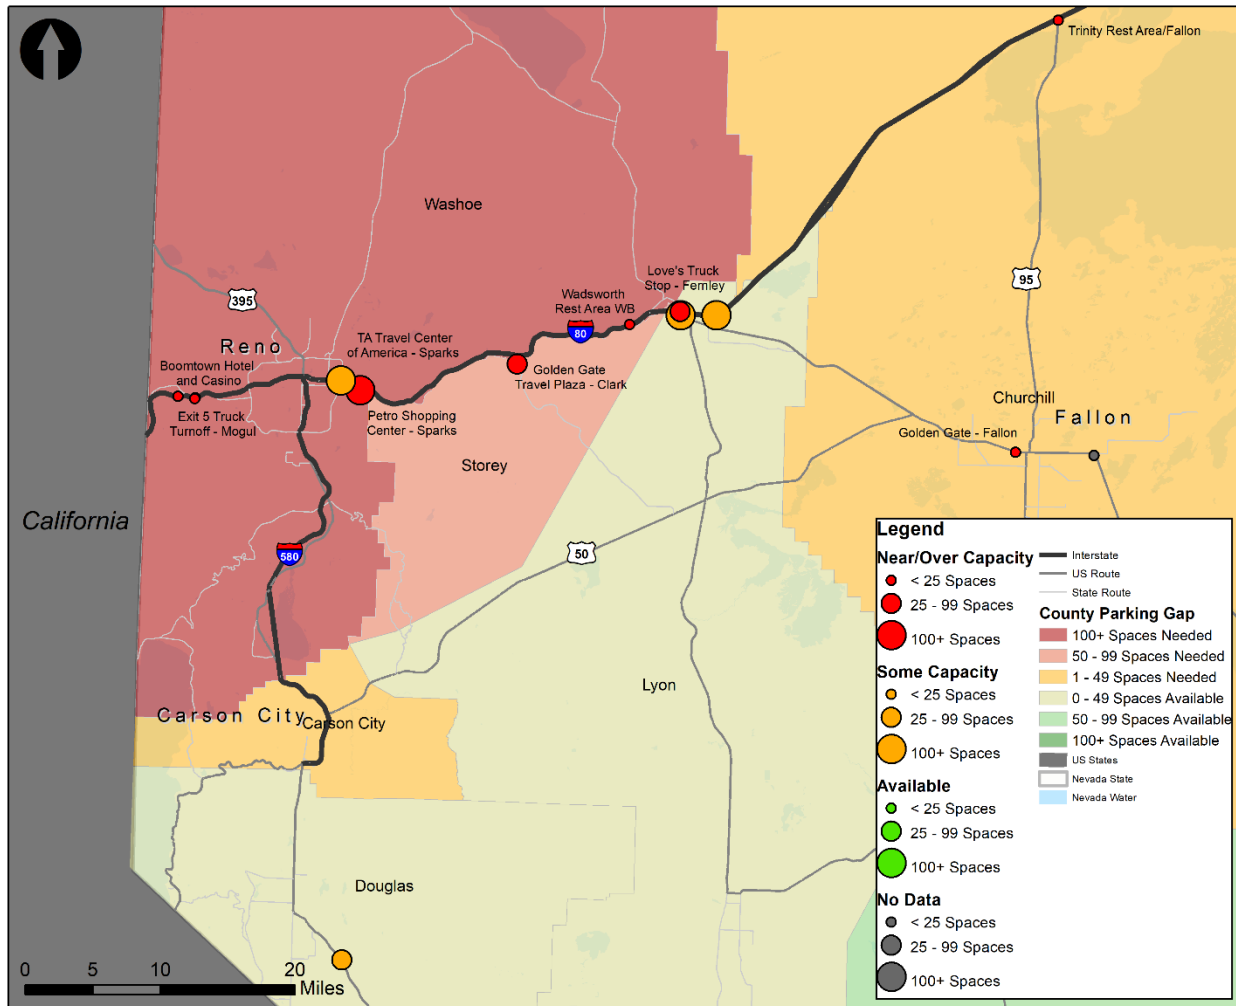 Trinity Rest Area/Fallon
Washoe
95
Love's Truck
Stop - Fernley
395
Wadsworth
Rest Area WB
80
TA Travel Center
of America - Sparks
Reno
Boomtown Hotel
and Casino
Golden Gate
Travel Plaza - Clark
Exit 5 Truck
Turnoff - Mogul
Petro Shopping
Center - Sparks
Churchill
Fallon
Golden Gate - Fallon
Storey
California
580
50
Lyon
Carson City
Carson City
Douglas
0 5 10 20
Miles
Legend
Near/Over Capacity
< 25 Spaces
25 - 99 Spaces
100+ Spaces
Some Capacity
< 25 Spaces
25 - 99 Spaces
100+ Spaces
Available
< 25 Spaces
25 - 99 Spaces
100+ Spaces
No Data
< 25 Spaces
25 - 99 Spaces
100+ Spaces
Interstate
US Route
State Route
County Parking Gap
100+ Spaces Needed
50 - 99 Spaces Needed
1 - 49 Spaces Needed
0 - 49 Spaces Available
50 - 99 Spaces Available
100+ Spaces Available
US States
Nevada State
Nevada Water